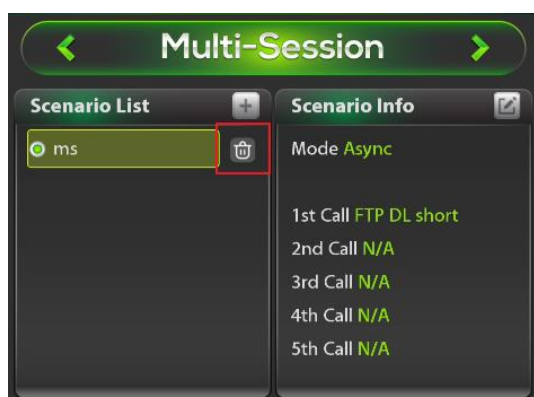 Multi-Session
Scenario List
ms
Scenario Info
Mode Async
1st Call FTP DL short
2nd Call N/A
3rd Call N/A
4th Call N/A
5th Call N/A